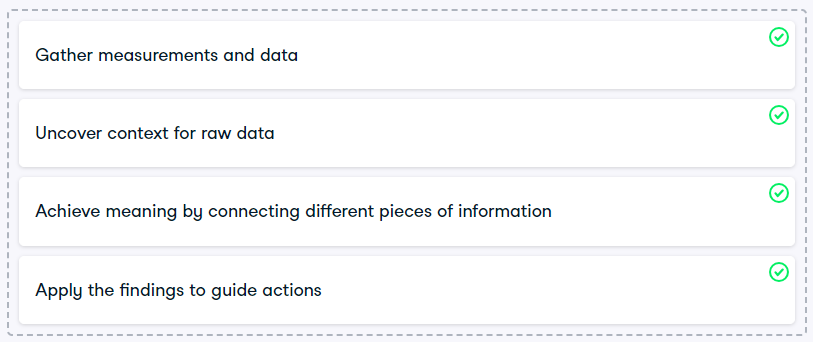 Gather measurements and data
Uncover context for raw data
Achieve meaning by connecting different pieces of information
Apply the findings to guide actions